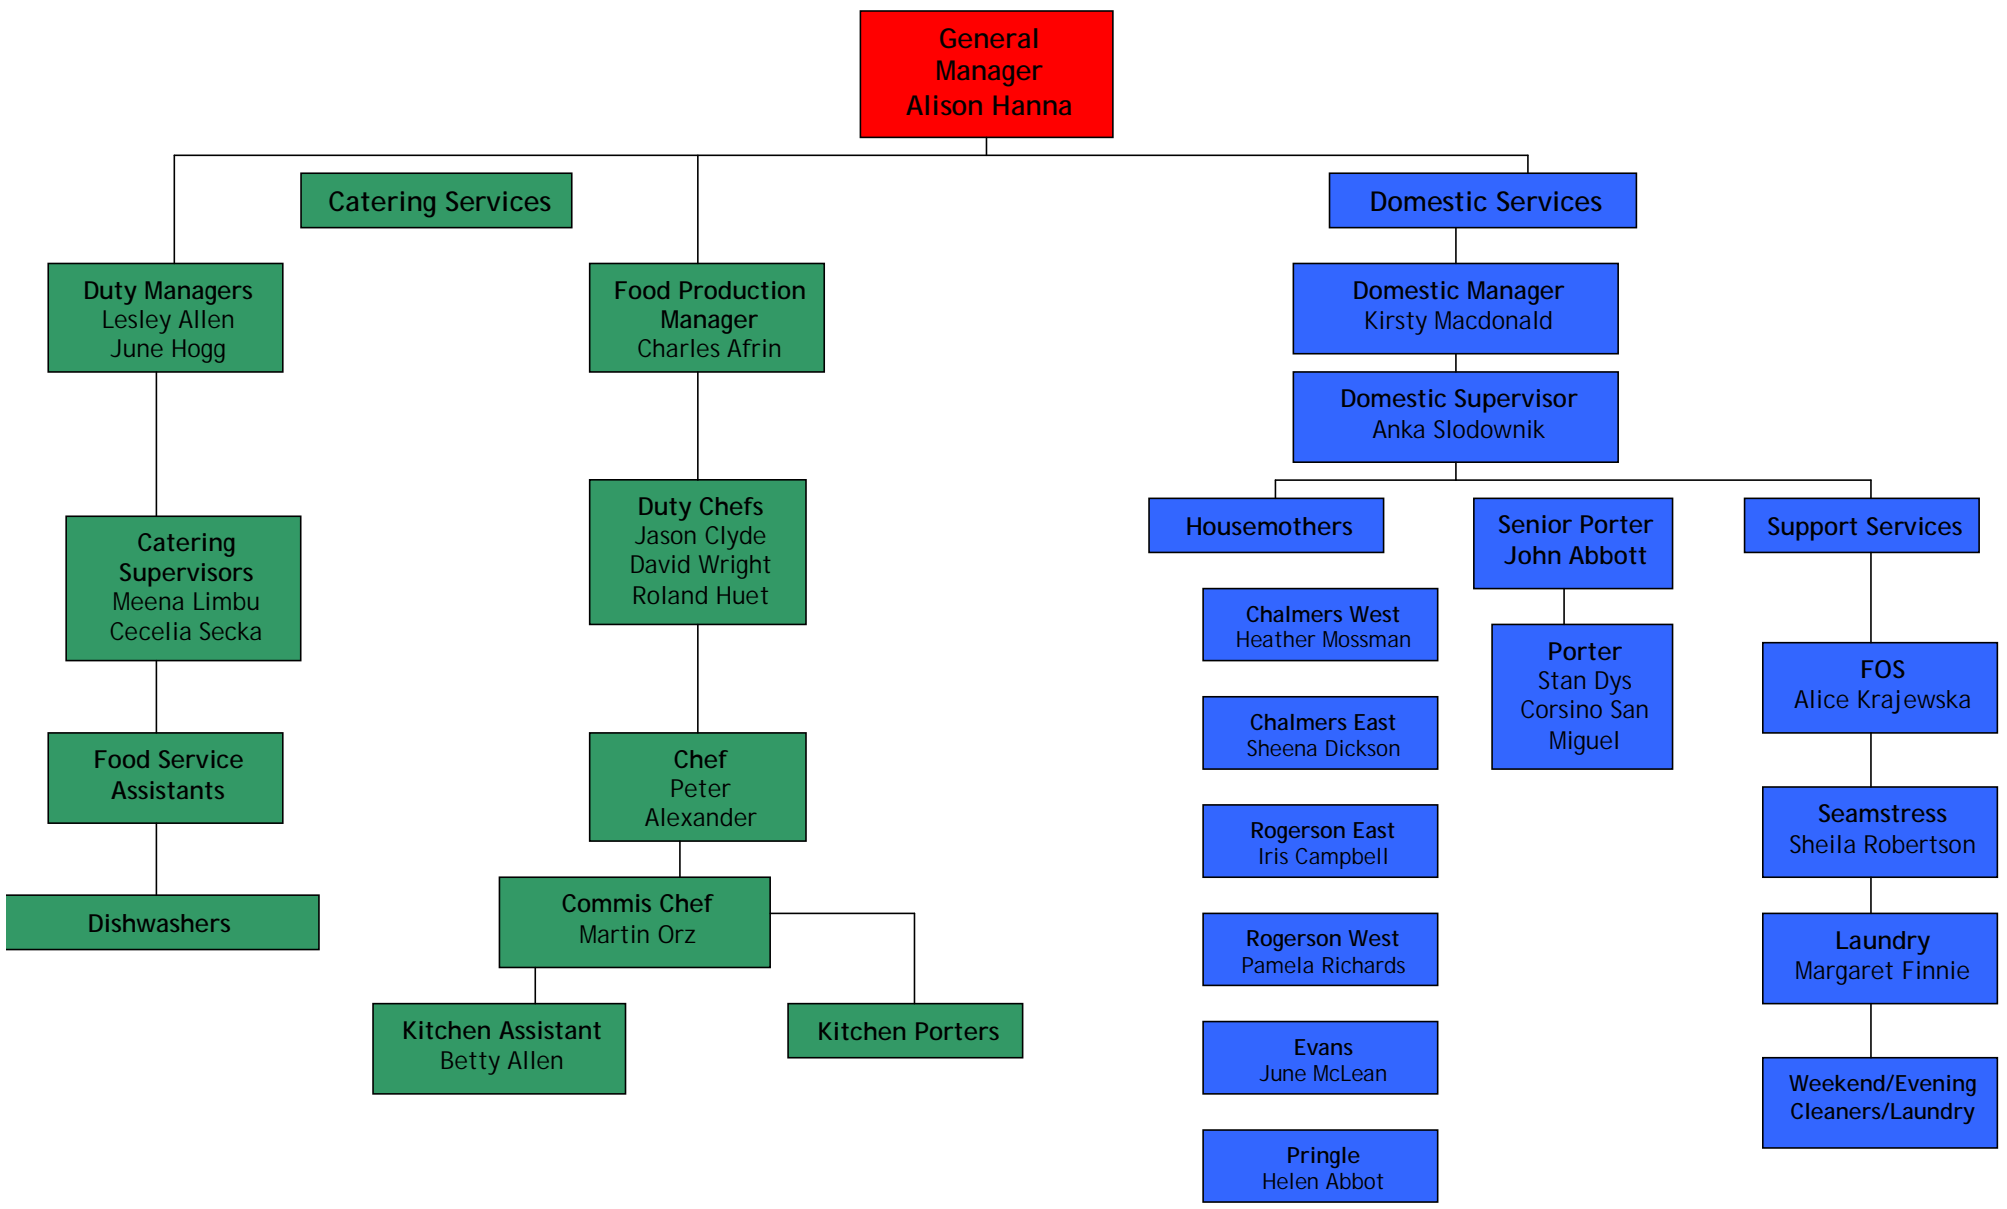 General
Manager
Alison Hanna
Catering Services
Domestic Services
Duty Managers
Lesley Allen
June Hogg
Food Production
Manager
Charles Afrin
Domestic Manager
Kirsty Macdonald
Domestic Supervisor
Anka Slodownik
Catering
Supervisors
Meena Limbu
Cecelia Secka
Duty Chefs
Jason Clyde
David Wright
Roland Huet
Housemothers
Senior Porter
John Abbott
Support Services
Chalmers West
Heather Mossman
Porter
Stan Dys
Corsino San
Miguel
FOS
Alice Krajewska
Food Service
Assistants
Chef
Peter
Alexander
Chalmers East
Sheena Dickson
Seamstress
Sheila Robertson
Rogerson East
Iris Campbell
Dishwashers
Commis Chef
Martin Orz
Rogerson West
Pamela Richards
Laundry
Margaret Finnie
Kitchen Assistant
Betty Allen
Kitchen Porters
Evans
June McLean
Weekend/Evening
Cleaners/Laundry
Pringle
Helen Abbot